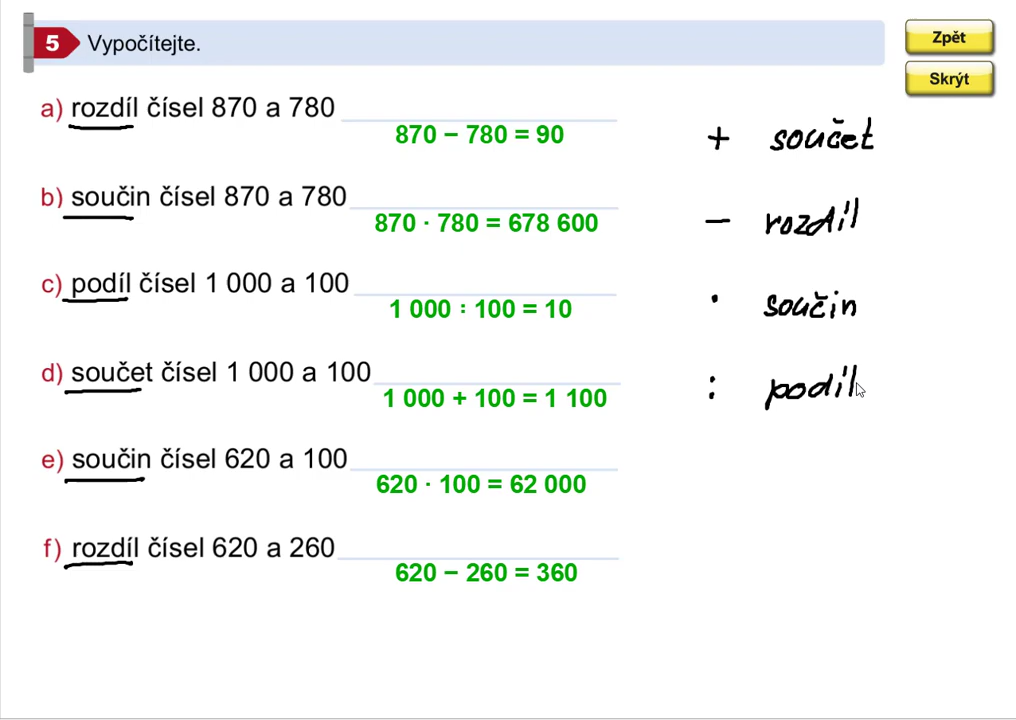 5 Vypočítejte.
Zpět
Skrýt
a) rozdíl čísel 870 a 780
870 − 780 = 90
b) součin čísel 870 a 780
870 · 780 = 678 600
c) podíl čísel 1 000 a 100
1 000 : 100 = 10
d) součet čísel 1 000 a 100
1 000 + 100 = 1 100
e) součin čísel 620 a 100
620 · 100 = 62 000
f) rozdíl čísel 620 a 260
620 − 260 = 360
+ součet
− rozdíl
· součin
: podíl